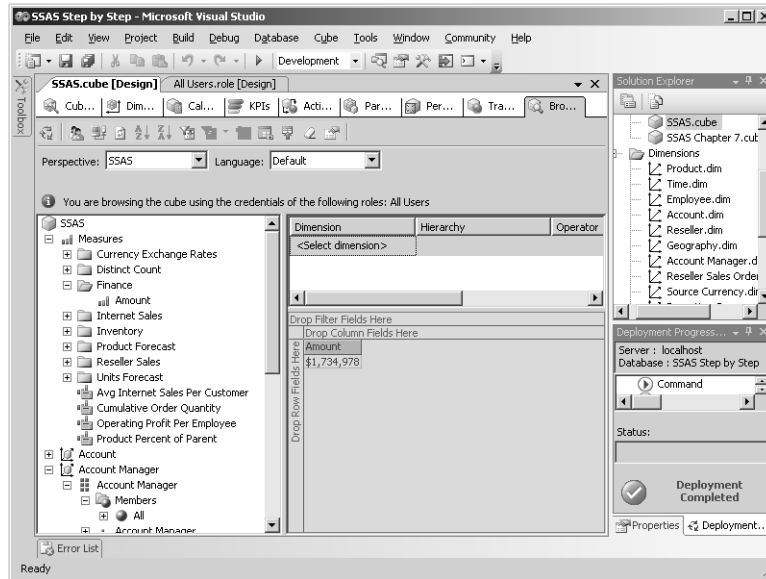 SSAS Step by Step - Microsoft Visual Studio
File Edit View Project Build Debug Database Cube Tools Window Community Help
Development
Toolbox
SSAS.cube [Design] All Users.role [Design]
Cub... Dim... Cal... KPIs Acti... Par... Per... Tra... Bro...
Perspective: SSAS Language: Default
You are browsing the cube using the credentials of the following roles: All Users
SSAS
Measures
Currency Exchange Rates
Distinct Count
Finance
Amount
Internet Sales
Inventory
Product Forecast
Reseller Sales
Units Forecast
Avg Internet Sales Per Customer
Cumulative Order Quantity
Operating Profit Per Employee
Product Percent of Parent
Account
Account Manager
Account Manager
Members
All
Account Manager
Dimension Hierarchy Operator
<Select dimension>
Drop Filter Fields Here
Drop Column Fields Here
Drop Row Fields Here
Amount
$1,734,978
Solution Explorer
SSAS.cube
SSAS Chapter 7.cub
Dimensions
Product.dim
Time.dim
Employee.dim
Account.dim
Reseller.dim
Geography.dim
Account Manager.d
Reseller Sales Order
Source Currency.dir
Deployment Progress...
Server : localhost
Database : SSAS Step by Step
Command
Status:
Deployment
Completed
Properties Deployment...
Error List
Ready